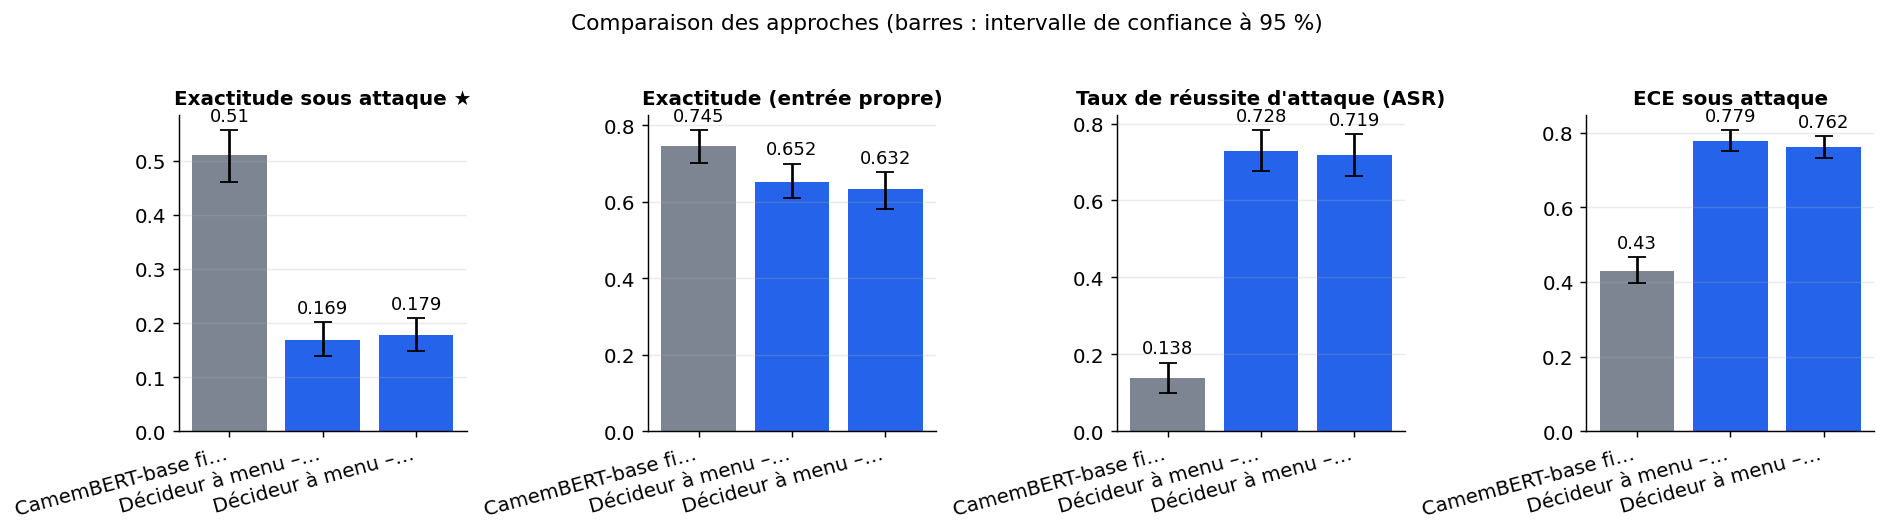 Comparaison des approches (barres : intervalle de confiance à 95 %)
Exactitude sous attaque ★
0.51
0.169
0.179
0.5
0.4
0.3
0.2
0.1
0.0
CamemBERT-base fi…
Décideur à menu –…
Décideur à menu –…
Exactitude (entrée propre)
0.745
0.652
0.632
0.8
0.6
0.4
0.2
0.0
CamemBERT-base fi…
Décideur à menu –…
Décideur à menu –…
Taux de réussite d'attaque (ASR)
0.138
0.728
0.719
0.8
0.6
0.4
0.2
0.0
CamemBERT-base fi…
Décideur à menu –…
Décideur à menu –…
ECE sous attaque
0.43
0.779
0.762
0.8
0.6
0.4
0.2
0.0
CamemBERT-base fi…
Décideur à menu –…
Décideur à menu –…